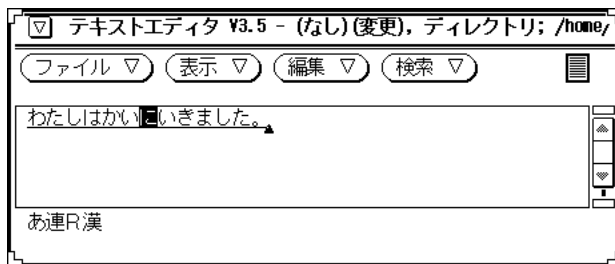 テキストエディタ V3.5 - (なし)(変更), ディレクトリ; /home/
ファイル 表示 編集 検索
わたしはかいにいきました。
あ連R漢